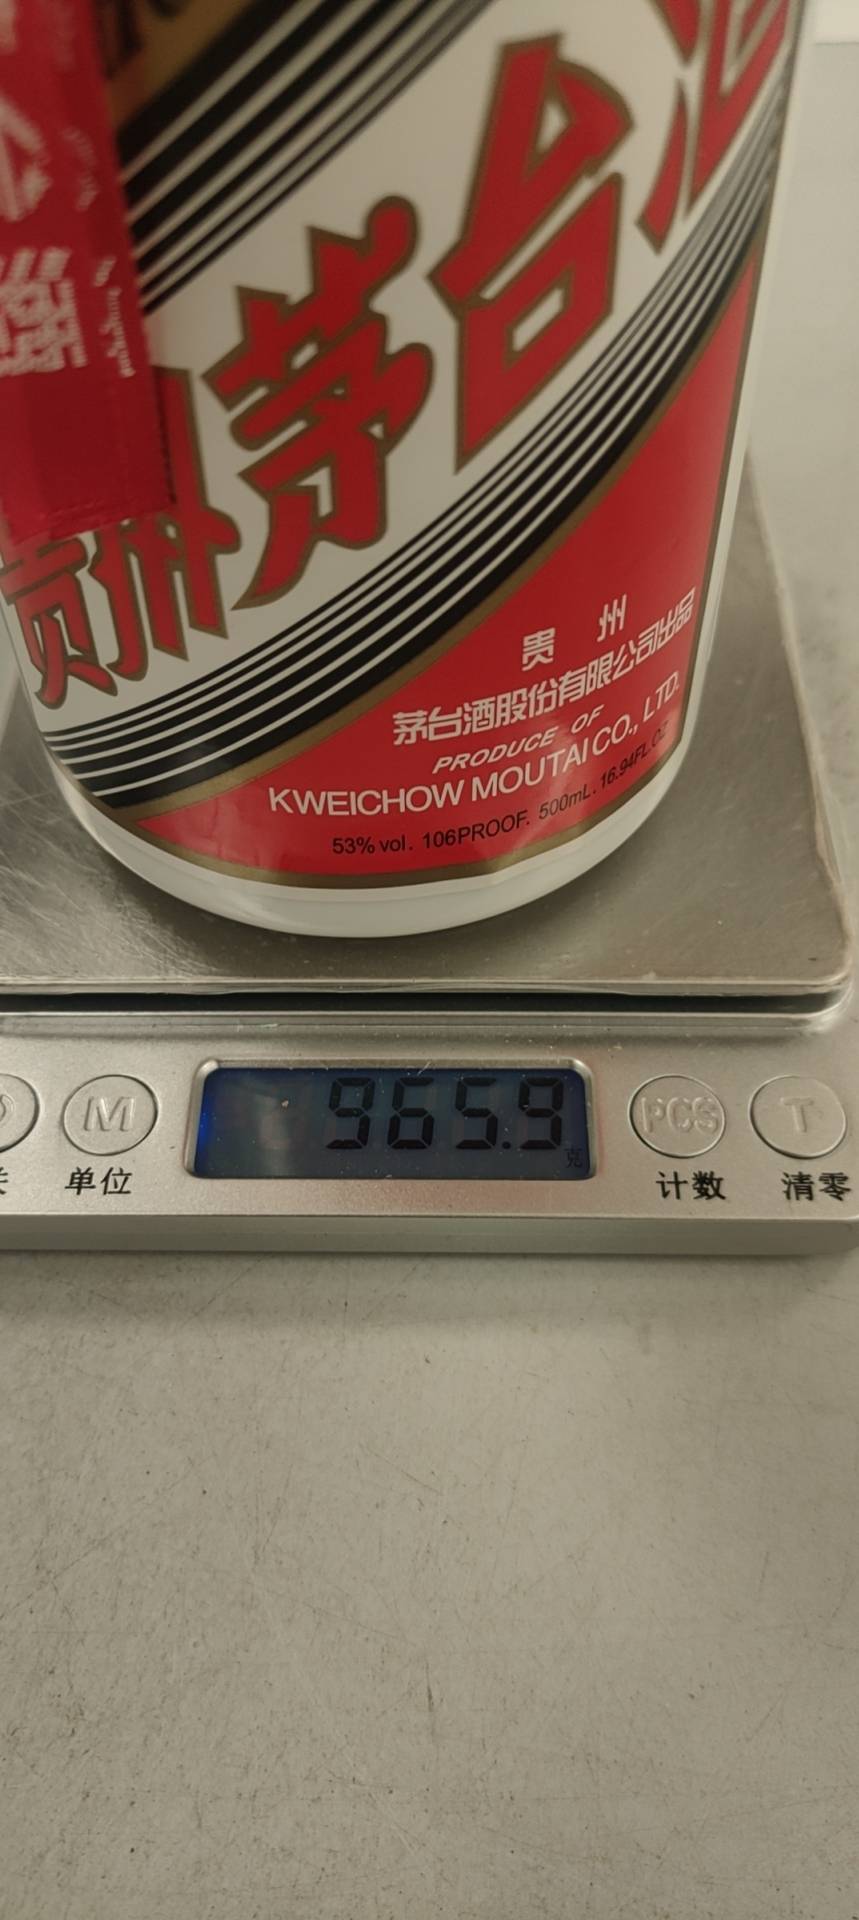 贵州茅台酒
贵 州
茅台酒股份有限公司出品
PRODUCE OF
KWEICHOW MOUTAI CO., LTD.
53% vol. 106PROOF. 500mL. 16.94FL.OZ
965.9 克
M PCS T
单位 计数 清零